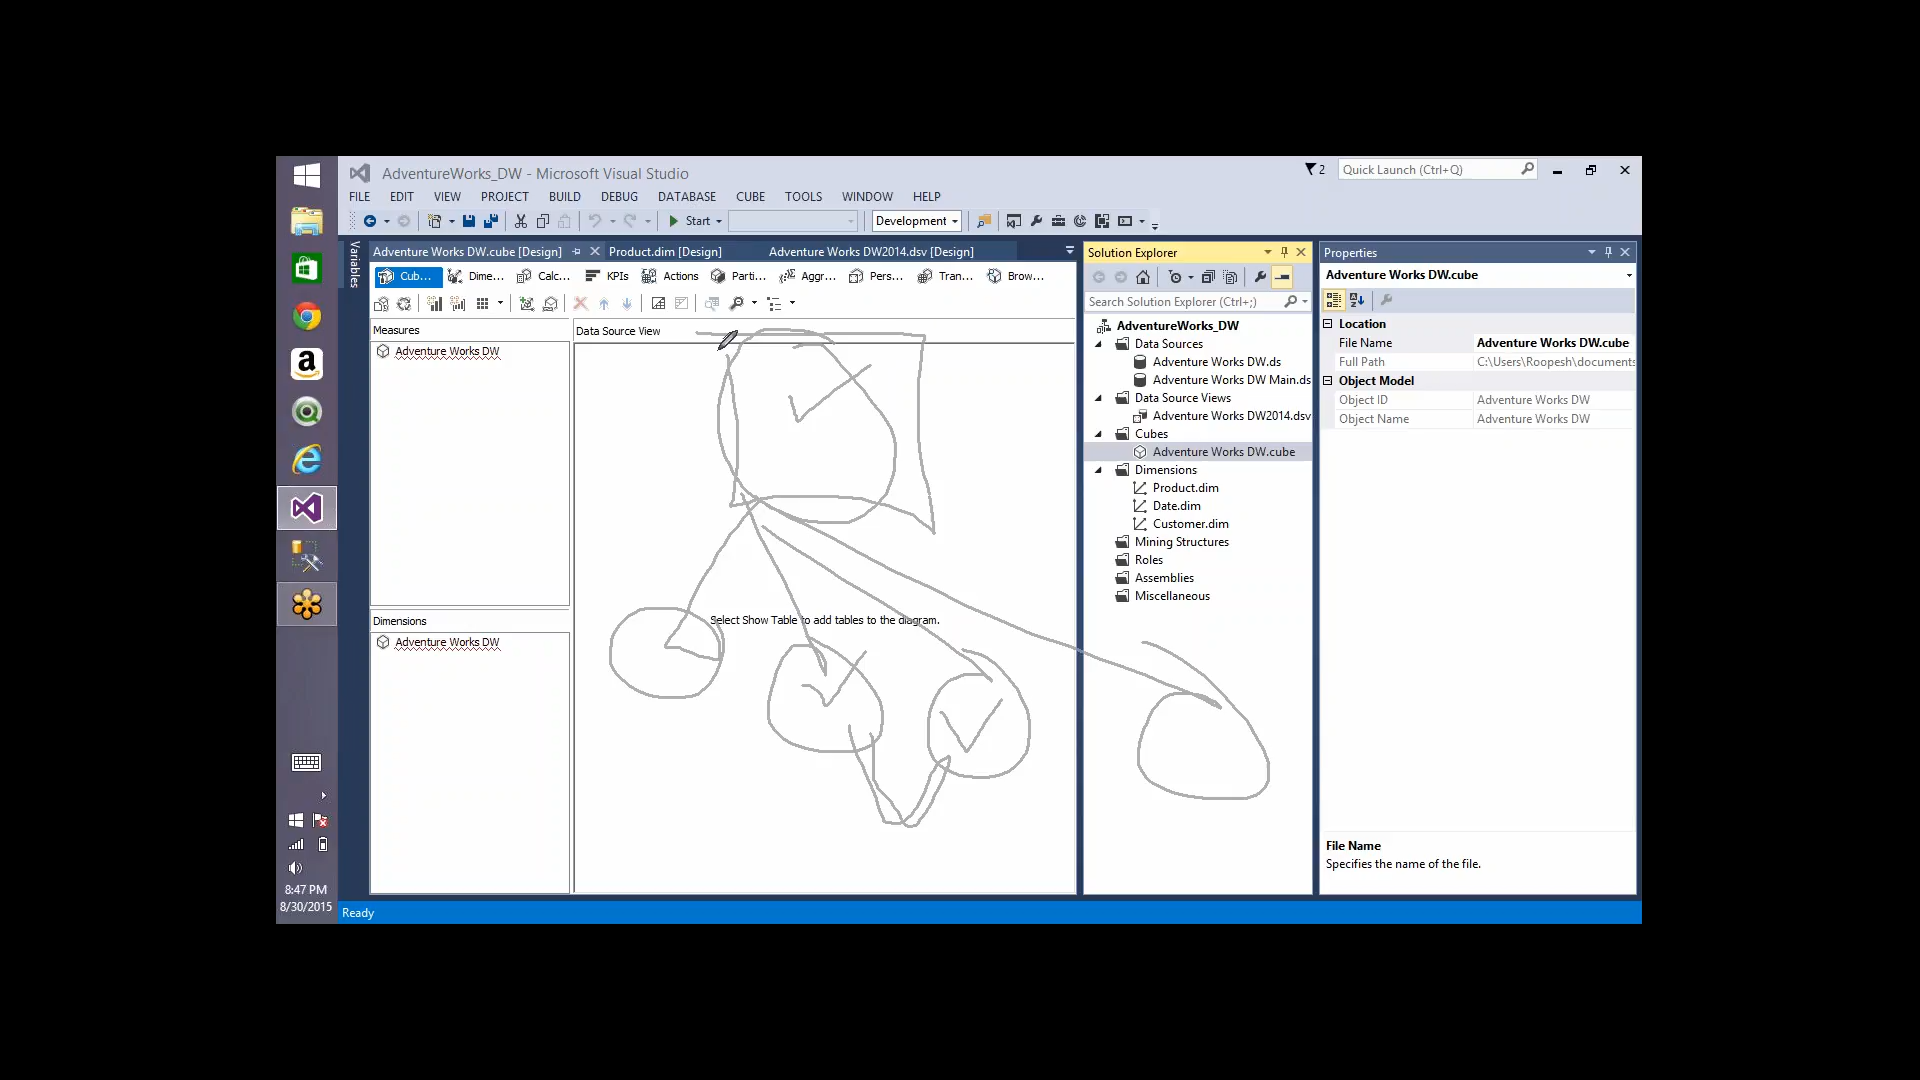 AdventureWorks_DW - Microsoft Visual Studio
2
Quick Launch (Ctrl+Q)
FILE EDIT VIEW PROJECT BUILD DEBUG DATABASE CUBE TOOLS WINDOW HELP
Start
Development
Variables
Adventure Works DW.cube [Design]
Product.dim [Design]
Adventure Works DW2014.dsv [Design]
Cub...
Dime...
Calc...
KPIs
Actions
Parti...
Aggr...
Pers...
Tran...
Brow...
Measures
Adventure Works DW
Dimensions
Adventure Works DW
Data Source View
Select Show Table to add tables to the diagram.
Solution Explorer
Search Solution Explorer (Ctrl+;)
AdventureWorks_DW
Data Sources
Adventure Works DW.ds
Adventure Works DW Main.ds
Data Source Views
Adventure Works DW2014.dsv
Cubes
Adventure Works DW.cube
Dimensions
Product.dim
Date.dim
Customer.dim
Mining Structures
Roles
Assemblies
Miscellaneous
Properties
Adventure Works DW.cube
Location
File Name Adventure Works DW.cube
Full Path C:\Users\Roopesh\documents
Object Model
Object ID Adventure Works DW
Object Name Adventure Works DW
File Name
Specifies the name of the file.
8:47 PM
8/30/2015
Ready